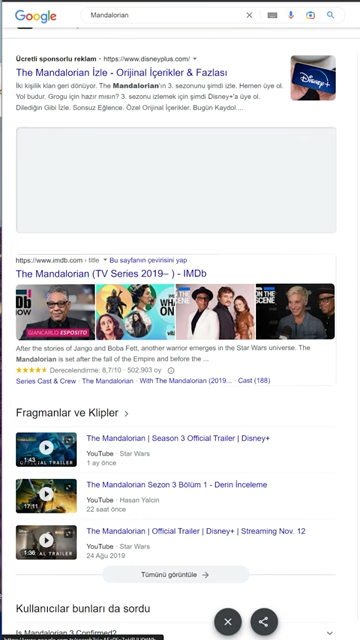 Google
Mandalorian
Ücretli sponsorlu reklam · https://www.disneyplus.com/
The Mandalorian İzle - Orijinal İçerikler & Fazlası
İki kişilik klan geri dönüyor. The Mandalorian'ın 3. sezonunu şimdi izle. Hemen üye ol.
Yol budur. Grogu için hazır mısın? 3. sezonu izlemek için şimdi Disney+'a üye ol.
Dilediğin Gibi İzle. Sonsuz Eğlence. Özel Orijinal İçerikler. Bugün Kaydol....
Disney+
https://www.imdb.com › title
Bu sayfanın çevirisini yap
The Mandalorian (TV Series 2019– ) - IMDb
GIANCARLO ESPOSITO
After the stories of Jango and Boba Fett, another warrior emerges in the Star Wars universe. The
Mandalorian is set after the fall of the Empire and before the ...
Derecelendirme: 8,7/10 · 502.903 oy
Series Cast & Crew · The Mandalorian · With The Mandalorian (2019... · Cast (188)
Fragmanlar ve Klipler
The Mandalorian | Season 3 Official Trailer | Disney+
YouTube · Star Wars
1 ay önce
1:43
The Mandalorian Sezon 3 Bölüm 1 - Derin İnceleme
YouTube · Hasan Yaloin
22 saat önce
17:11
The Mandalorian | Official Trailer | Disney+ | Streaming Nov. 12
YouTube · Star Wars
24 Ağu 2019
1:36
Tümünü görüntüle
Kullanıcılar bunları da sordu
Is Mandalorian 3 Confirmed?